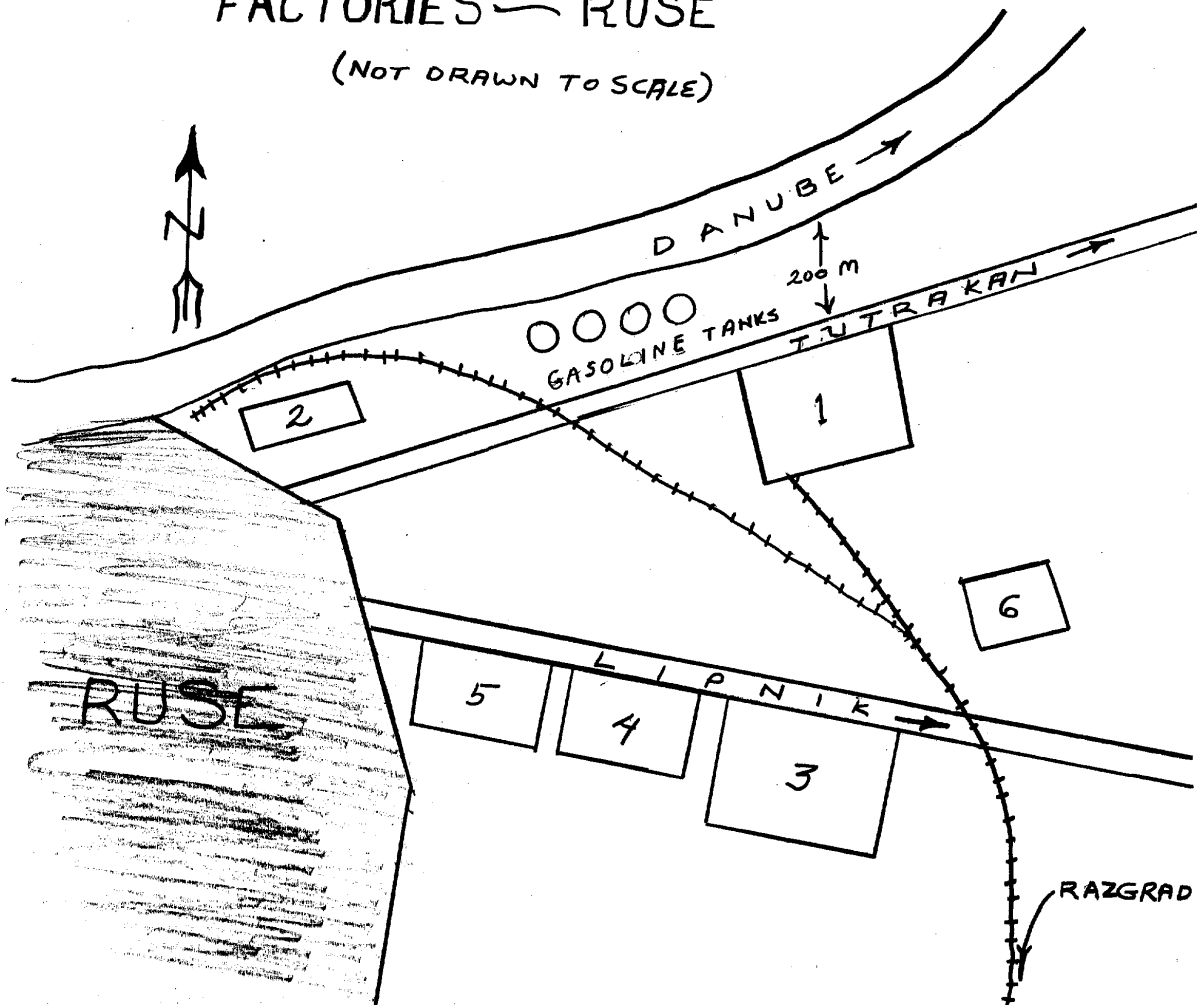 FACTORIES — RUSE
(NOT DRAWN TO SCALE)
N
DANUBE
200 M
TUTRAKAN
GASOLINE TANKS
1
2
6
LIPNIK
5
4
3
RUSE
RAZGRAD